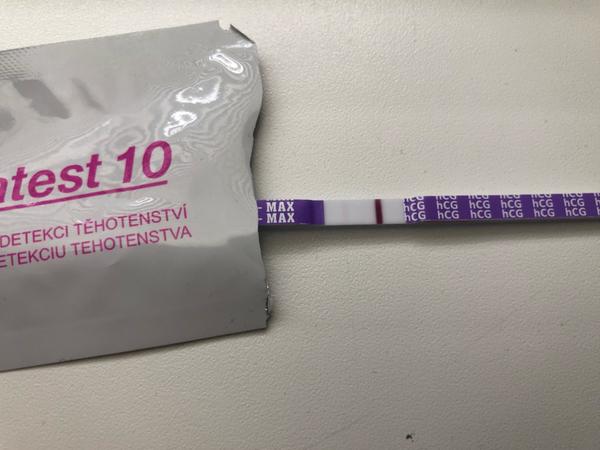 atest 10
DETEKCI TĚHOTENSTVÍ
ETEKCIU TEHOTENSTVA
MAX
MAX
hCG hCG hCG hCG hCG hCG
hCG hCG hCG hCG hCG hCG
hCG hCG hCG hCG hCG